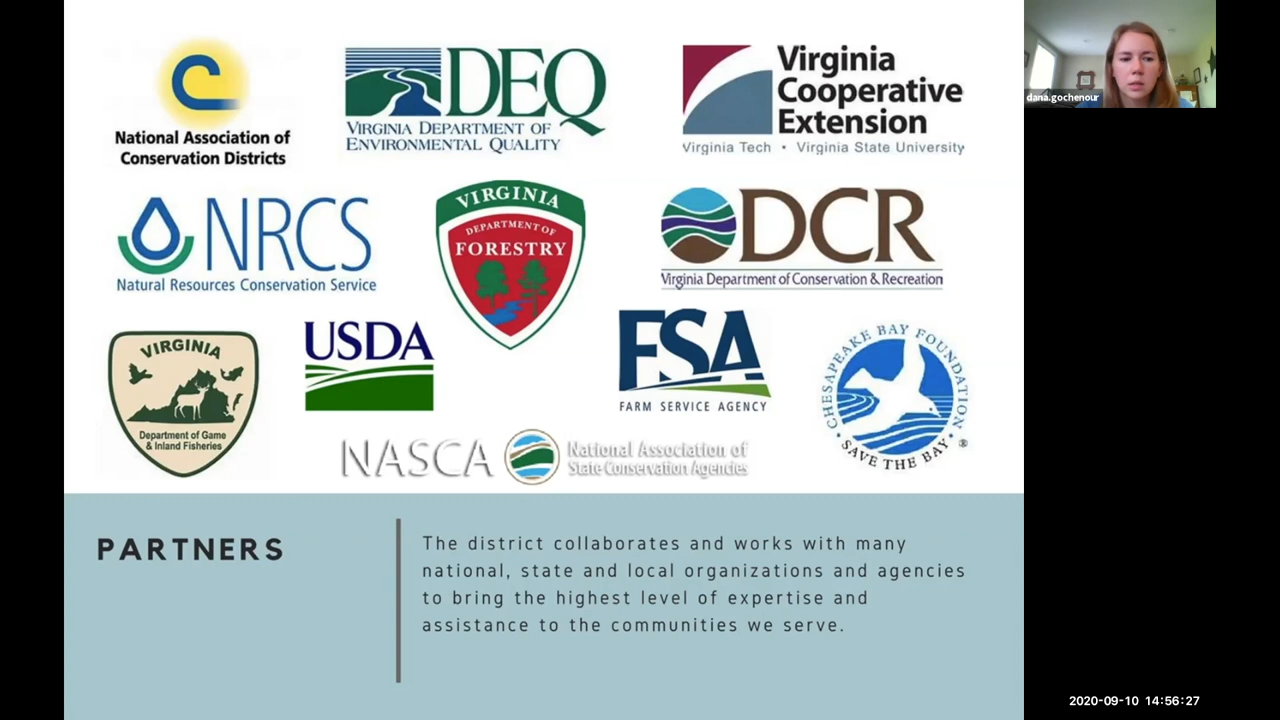 National Association of
Conservation Districts
DEQ
VIRGINIA DEPARTMENT OF
ENVIRONMENTAL QUALITY
Virginia
Cooperative
Extension
Virginia Tech • Virginia State University
dana.gochenour
NRCS
Natural Resources Conservation Service
VIRGINIA
DEPARTMENT OF
FORESTRY
DCR
Virginia Department of Conservation & Recreation
VIRGINIA
Department of Game
& Inland Fisheries
USDA
FSA
FARM SERVICE AGENCY
CHESAPEAKE BAY FOUNDATION
• SAVE THE BAY • ®
NASCA
National Association of
State Conservation Agencies
PARTNERS
The district collaborates and works with many
national, state and local organizations and agencies
to bring the highest level of expertise and
assistance to the communities we serve.
2020-09-10 14:56:27